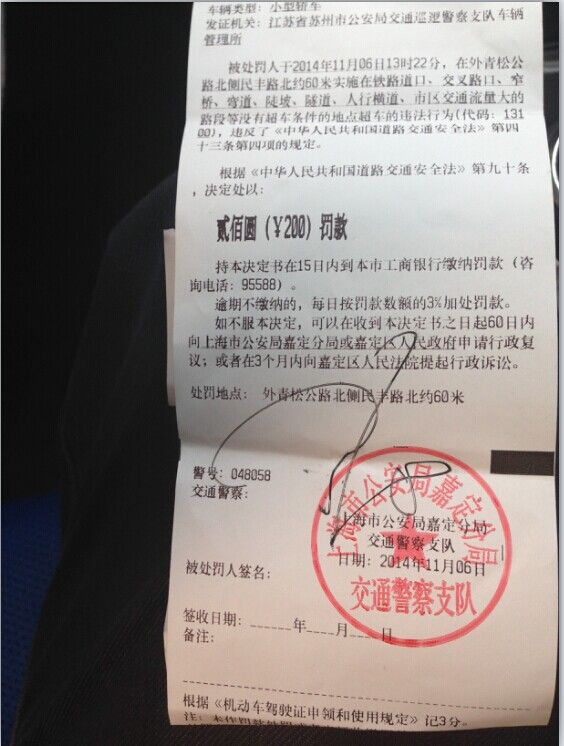 车辆类型: 小型轿车
发证机关: 江苏省苏州市公安局交通巡逻警察支队车辆
管理所
被处罚人于2014年11月06日13时22分, 在外青松公
路北侧民丰路北约60米实施在铁路道口、交叉路口、窄
桥、弯道、陡坡、隧道、人行横道、市区交通流量大的
路段等没有超车条件的地点超车的违法行为(代码: 131
00), 违反了《中华人民共和国道路交通安全法》第四
十三条第四项的规定。
根据《中华人民共和国道路交通安全法》第九十条
, 决定处以:
贰佰圆 (¥200) 罚款
持本决定书在15日内到本市工商银行缴纳罚款 (咨
询电话: 95588) 。
逾期不缴纳的, 每日按罚款数额的3%加处罚款。
如不服本决定, 可以在收到本决定书之日起60日内
向上海市公安局嘉定分局或嘉定区人民政府申请行政复
议; 或者在3个月内向嘉定区人民法院提起行政诉讼。
处罚地点: 外青松公路北侧民丰路北约60米
警号: 048058
交通警察:
上海市公安局嘉定分局
交通警察支队
日期: 2014年11月06日
上海市公安局嘉定分局
交通警察支队
被处罚人签名:
签收日期: ______年____月____日
备注:
根据《机动车驾驶证申领和使用规定》记3分。